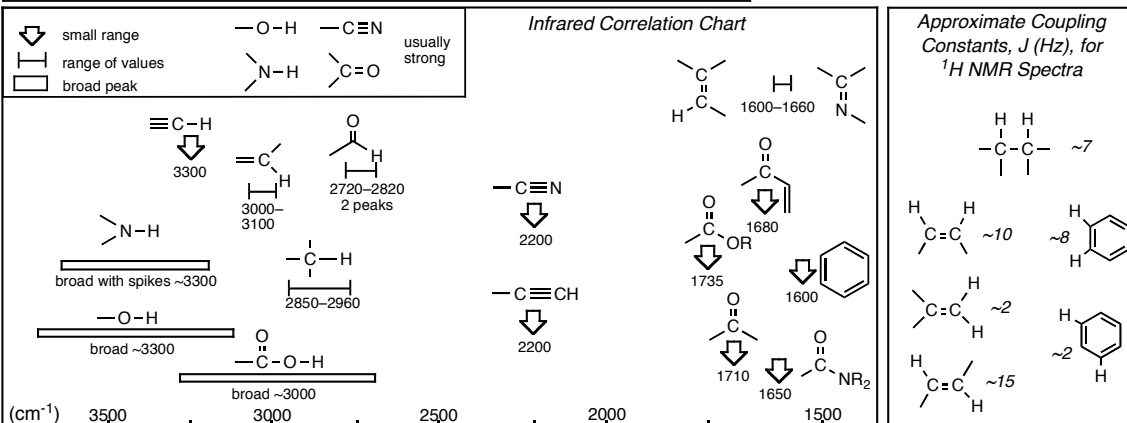 Infrared Correlation Chart
small range
range of values
broad peak
O H
N H
C N
C O
usually
strong
C H
3300
C
H
3000–
3100
O
H
2720–2820
2 peaks
N H
broad with spikes ~3300
C H
2850–2960
O H
broad ~3300
O
C O H
broad ~3000
C N
2200
C CH
2200
H C
1600–1660
C
N
O
C
1680
O
C
OR
1735
1600
O
C
1710
O
C
NR2
1650
(cm-1)
3500
3000
2500
2000
1500
Approximate Coupling
Constants, J (Hz), for
1H NMR Spectra
H H
C C
~7
H H
C C
~10
H
H
~8
C C
H
H
~2
H
H
~2
H
C C
H
~15